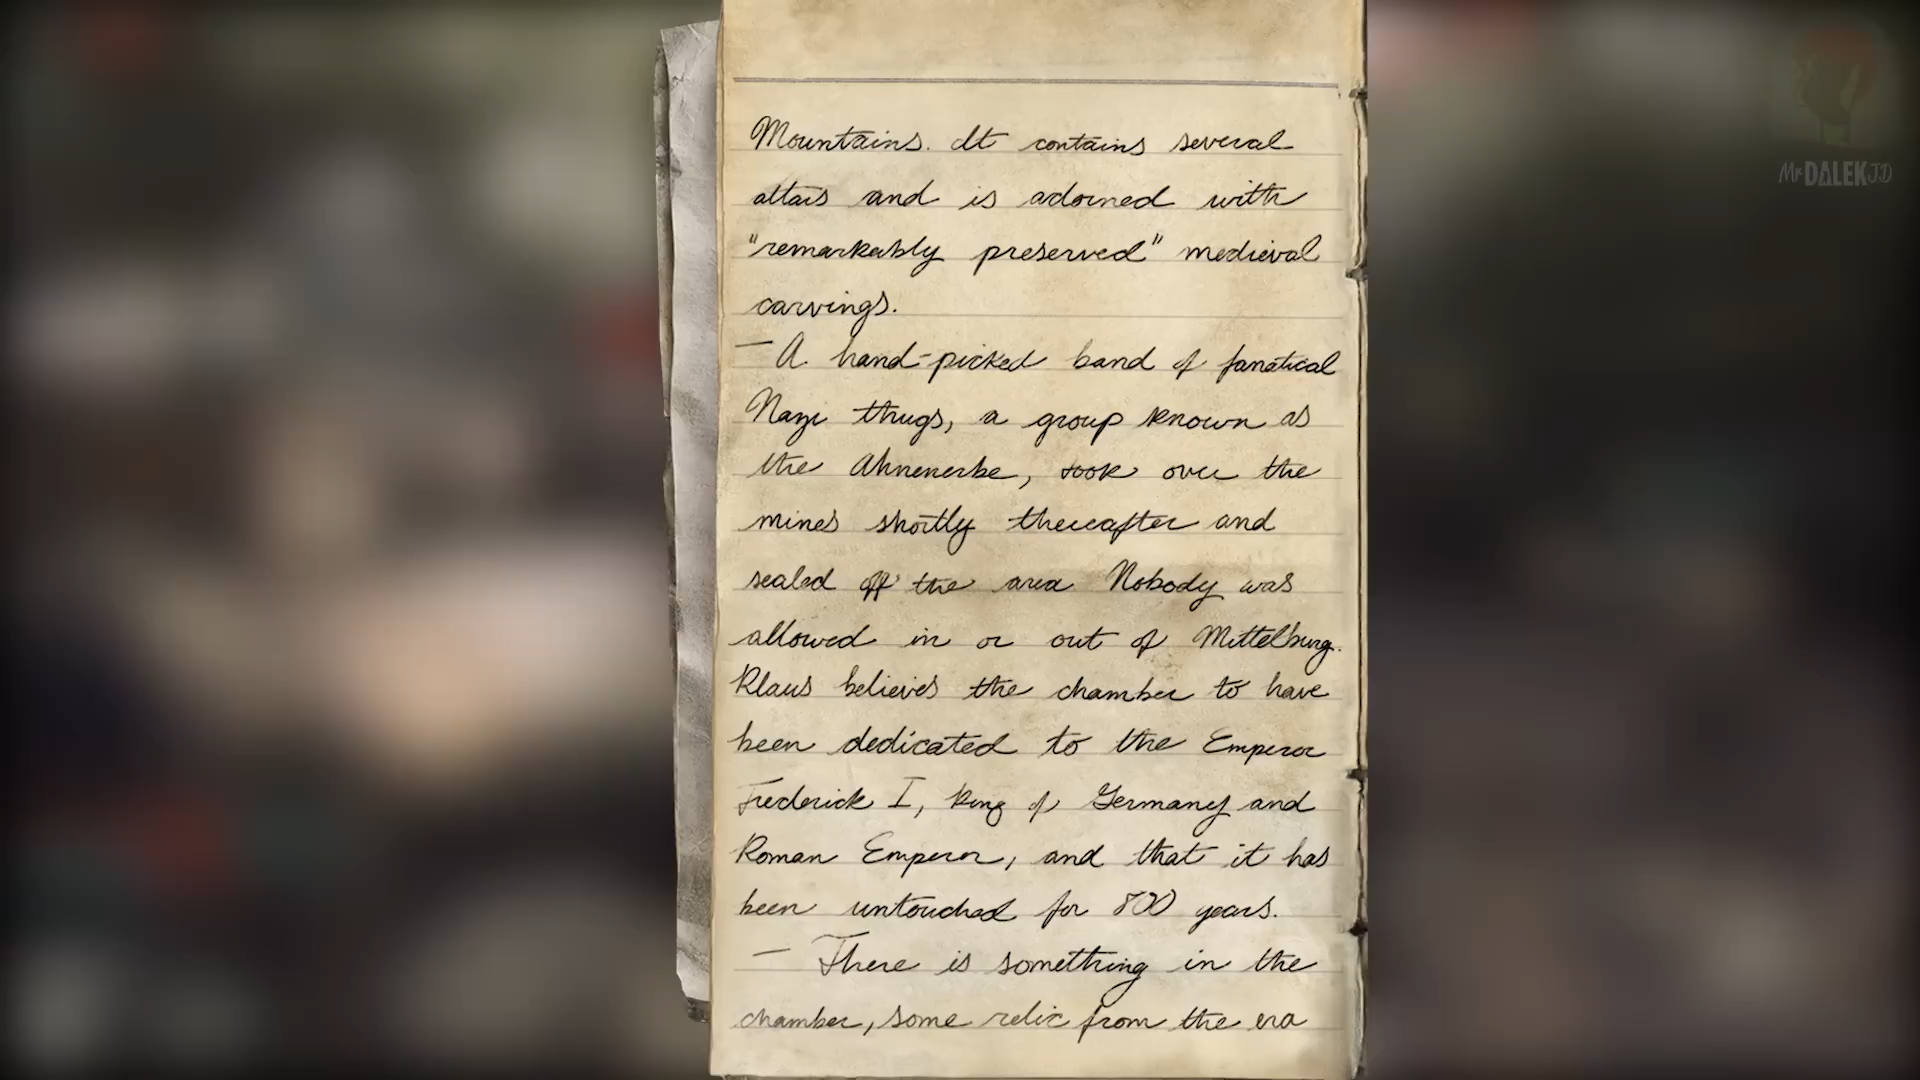 Mountains. It contains several
altars and is adorned with
"remarkably preserved" medieval
carvings.
— A hand-picked band of fanatical
Nazi thugs, a group known as
the Ahnenerbe, took over the
mines shortly thereafter and
sealed off the area Nobody was
allowed in or out of Mittelburg.
Klaus believes the chamber to have
been dedicated to the Emperor
Frederick I, King of Germany and
Roman Emperor, and that it has
been untouched for 800 years.
— There is something in the
chamber, some relic from the era
Mr DALEK JD